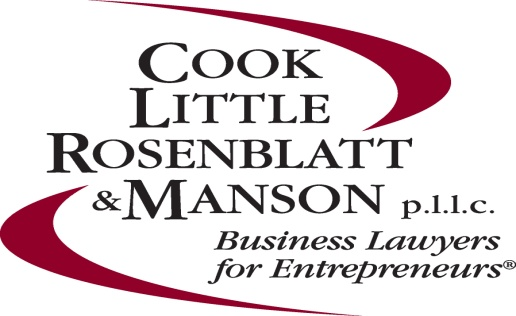 COOK
LITTLE
ROSENBLATT
&MANSON p.l.l.c.
Business Lawyers
for Entrepreneurs®